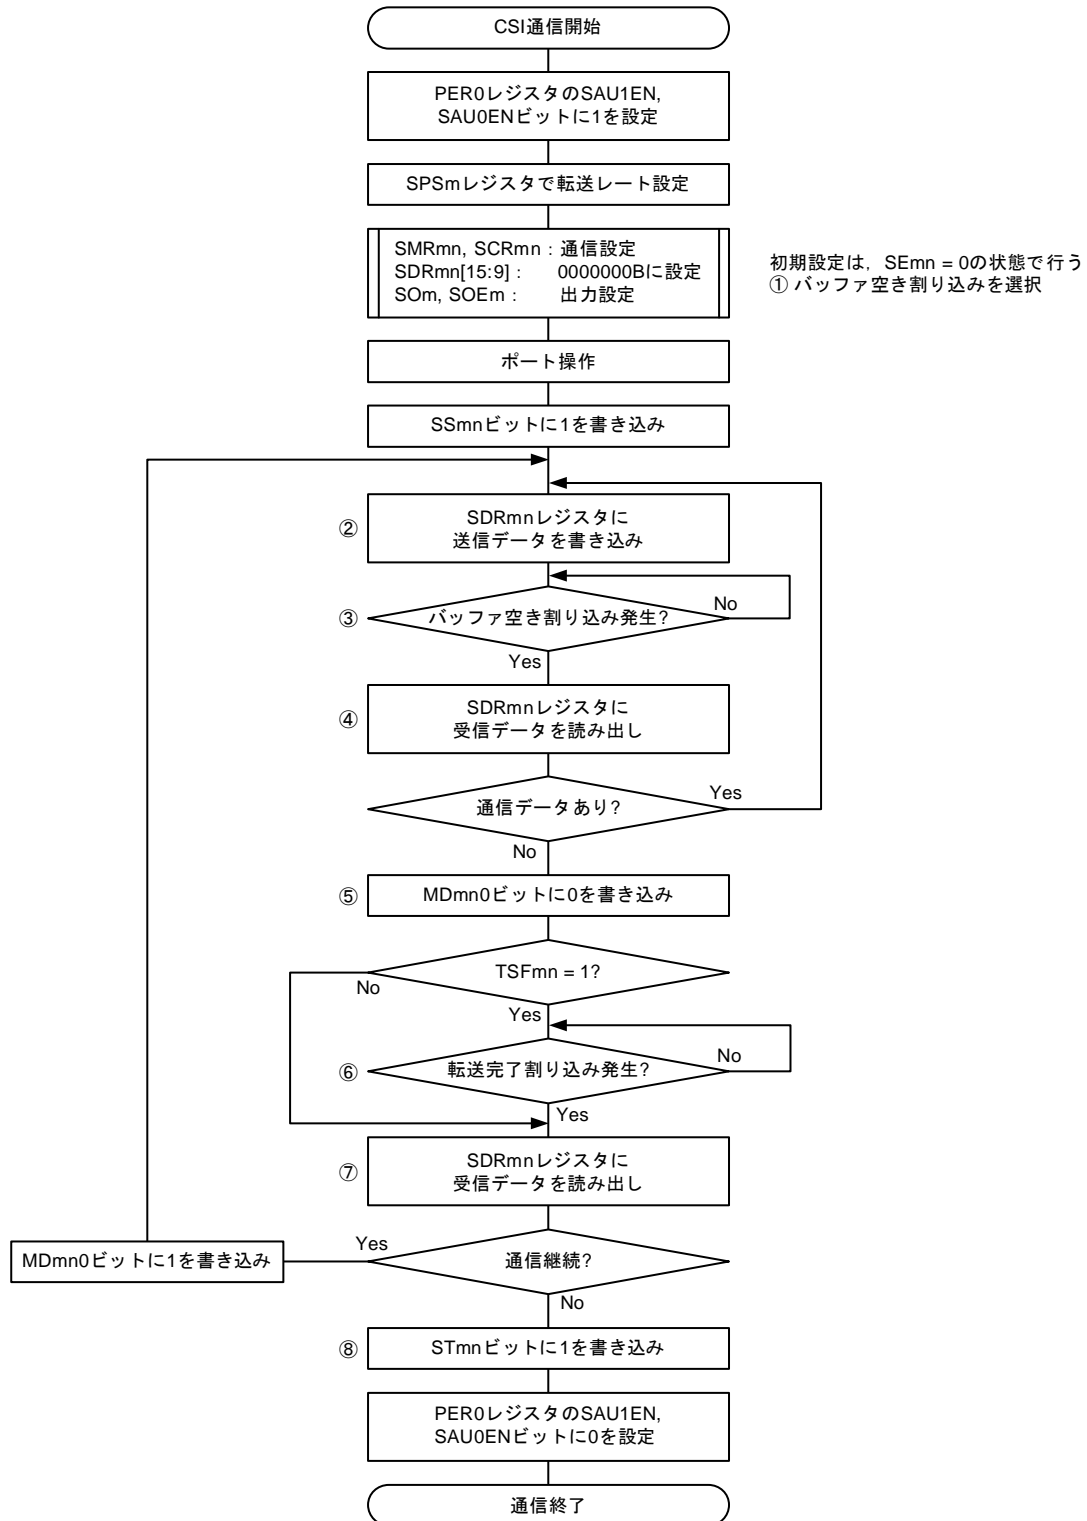 CSI通信開始
PER0レジスタのSAU1EN,
SAU0ENビットに1を設定
SPSmレジスタで転送レート設定
SMRmn, SCRmn : 通信設定
SDRmn[15:9] : 0000000Bに設定
SOm, SOEm : 出力設定
初期設定は, SEmn = 0の状態で行う
① バッファ空き割り込みを選択
ポート操作
SSmnビットに1を書き込み
② SDRmnレジスタに
送信データを書き込み
③ バッファ空き割り込み発生?
No
Yes
④ SDRmnレジスタに
受信データを読み出し
通信データあり?
Yes
No
⑤ MDmn0ビットに0を書き込み
TSFmn = 1?
No
Yes
⑥ 転送完了割り込み発生?
No
Yes
⑦ SDRmnレジスタに
受信データを読み出し
通信継続?
Yes
MDmn0ビットに1を書き込み
No
⑧ STmnビットに1を書き込み
PER0レジスタのSAU1EN,
SAU0ENビットに0を設定
通信終了